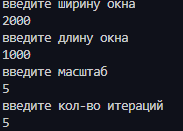 введите ширину окна
2000
введите длину окна
1000
введите масштаб
5
введите кол-во итераций
5